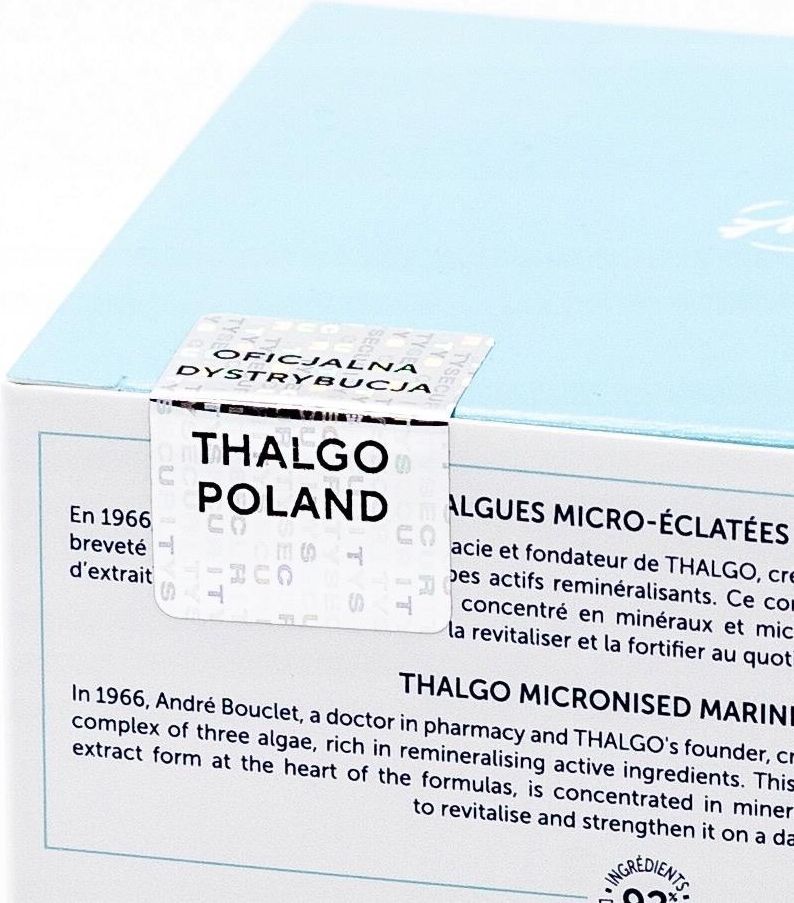 OFICJALNA
DYSTRYBUCJA
THALGO
POLAND
ALGUES MICRO-ÉCLATÉES
En 1966 acie et fondateur de THALGO, cré
breveté pes actifs reminéralisants. Ce co
d'extrait concentré en minéraux et mic
la revitaliser et la fortifier au quot
THALGO MICRONISED MARIN
In 1966, André Bouclet, a doctor in pharmacy and THALGO's founder, cr
complex of three algae, rich in remineralising active ingredients. This
extract form at the heart of the formulas, is concentrated in miner
to revitalise and strengthen it on a da
INGRÉDIENTS